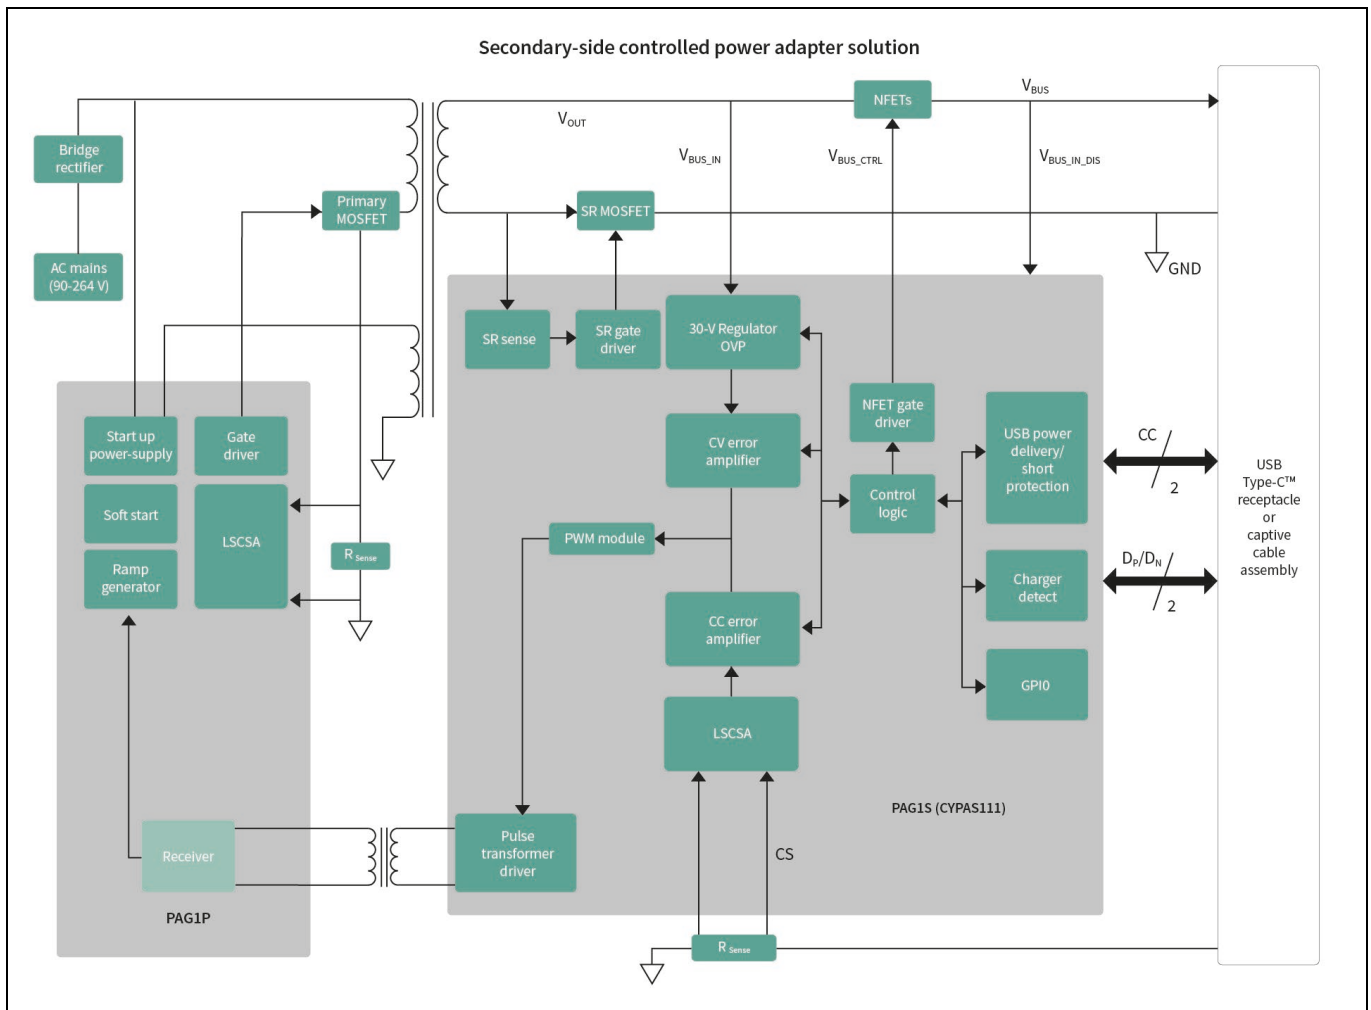 Secondary-side controlled power adapter solution
NFETs
VBUS
VOUT
Bridge
rectifier
VBUS_IN
VBUS_CTRL
VBUS_IN_DIS
Primary
MOSFET
SR MOSFET
AC mains
(90-264 V)
GND
SR sense
SR gate
driver
30-V Regulator
OVP
Start up
power-supply
Gate
driver
CV error
amplifier
NFET gate
driver
USB power
delivery/
short
protection
CC
2
USB
Type-C™
receptacle
or
captive
cable
assembly
Soft start
LSCSA
Control
logic
RSense
PWM module
Ramp
generator
DP/DN
2
Charger
detect
CC error
amplifier
GPI0
LSCSA
PAG1S (CYPAS111)
Receiver
Pulse
transformer
driver
CS
PAG1P
RSense